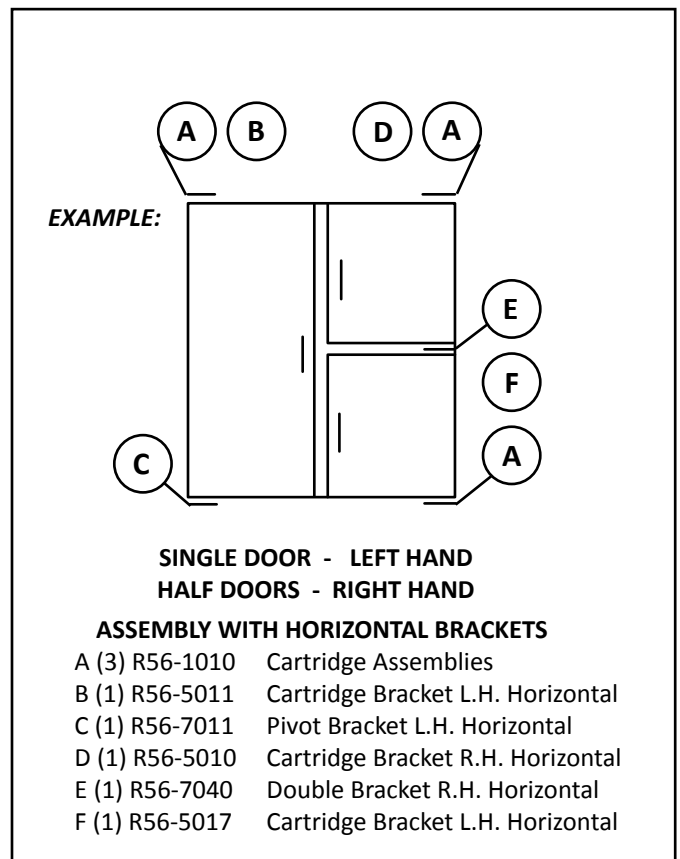 A B D A
EXAMPLE:
E
F
C A
SINGLE DOOR - LEFT HAND
HALF DOORS - RIGHT HAND
ASSEMBLY WITH HORIZONTAL BRACKETS
A (3) R56-1010 Cartridge Assemblies
B (1) R56-5011 Cartridge Bracket L.H. Horizontal
C (1) R56-7011 Pivot Bracket L.H. Horizontal
D (1) R56-5010 Cartridge Bracket R.H. Horizontal
E (1) R56-7040 Double Bracket R.H. Horizontal
F (1) R56-5017 Cartridge Bracket L.H. Horizontal